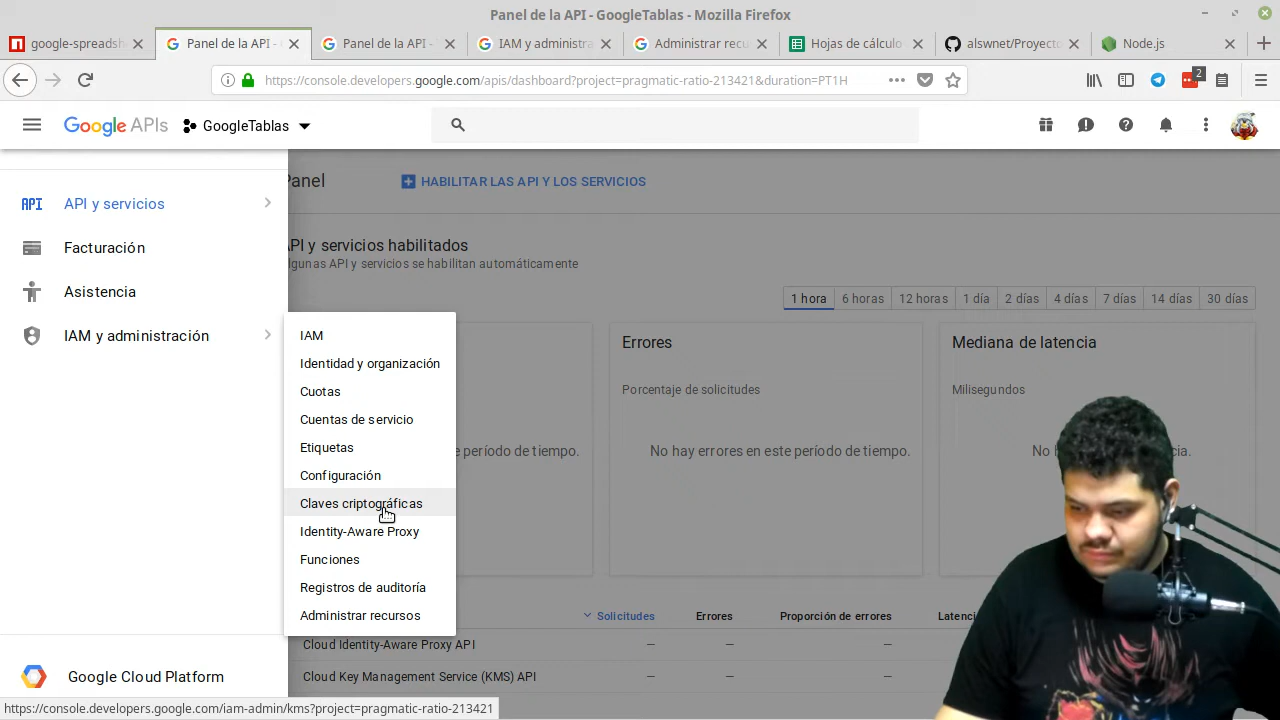 Panel de la API - GoogleTablas - Mozilla Firefox
google-spreadsh
Panel de la API -
Panel de la API -
IAM y administra
Administrar recu
Hojas de cálculo
alswnet/Proyecto
Node.js
https://console.developers.google.com/apis/dashboard?project=pragmatic-ratio-213421&duration=PT1H
2
Google APIs
GoogleTablas
API API y servicios
Facturación
Asistencia
IAM y administración
IAM
Identidad y organización
Cuotas
Cuentas de servicio
Etiquetas
Configuración
Claves criptográficas
Identity-Aware Proxy
Funciones
Registros de auditoría
Administrar recursos
Google Cloud Platform
Panel
HABILITAR LAS API Y LOS SERVICIOS
API y servicios habilitados
lgunas API y servicios se habilitan automáticamente
1 hora 6 horas 12 horas 1 día 2 días 4 días 7 días 14 días 30 días
e período de tiempo.
Errores
Porcentaje de solicitudes
No hay errores en este período de tiempo.
Mediana de latencia
Milisegundos
cia.
Solicitudes Errores Proporción de errores
Cloud Identity-Aware Proxy API — — —
Cloud Key Management Service (KMS) API — — —
https://console.developers.google.com/iam-admin/kms?project=pragmatic-ratio-213421